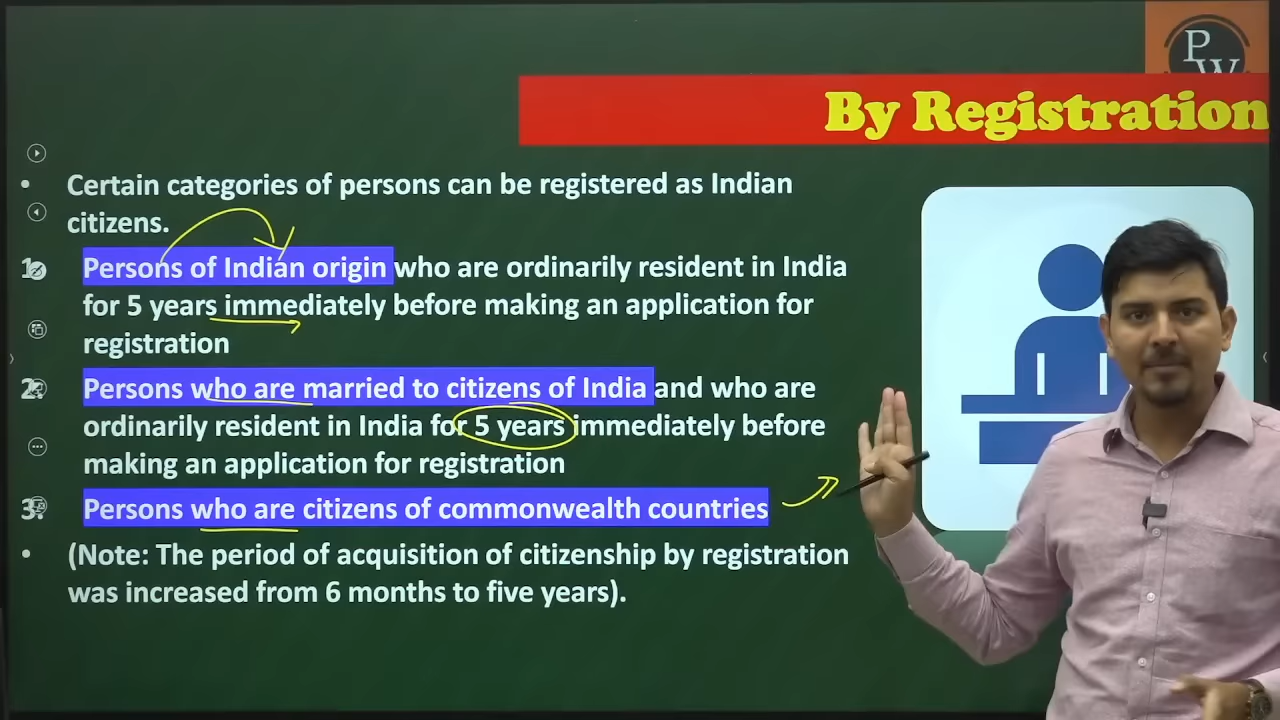 PW
By Registration
• Certain categories of persons can be registered as Indian
citizens.
1. Persons of Indian origin who are ordinarily resident in India
for 5 years immediately before making an application for
registration
2. Persons who are married to citizens of India and who are
ordinarily resident in India for 5 years immediately before
making an application for registration
3. Persons who are citizens of commonwealth countries
• (Note: The period of acquisition of citizenship by registration
was increased from 6 months to five years).